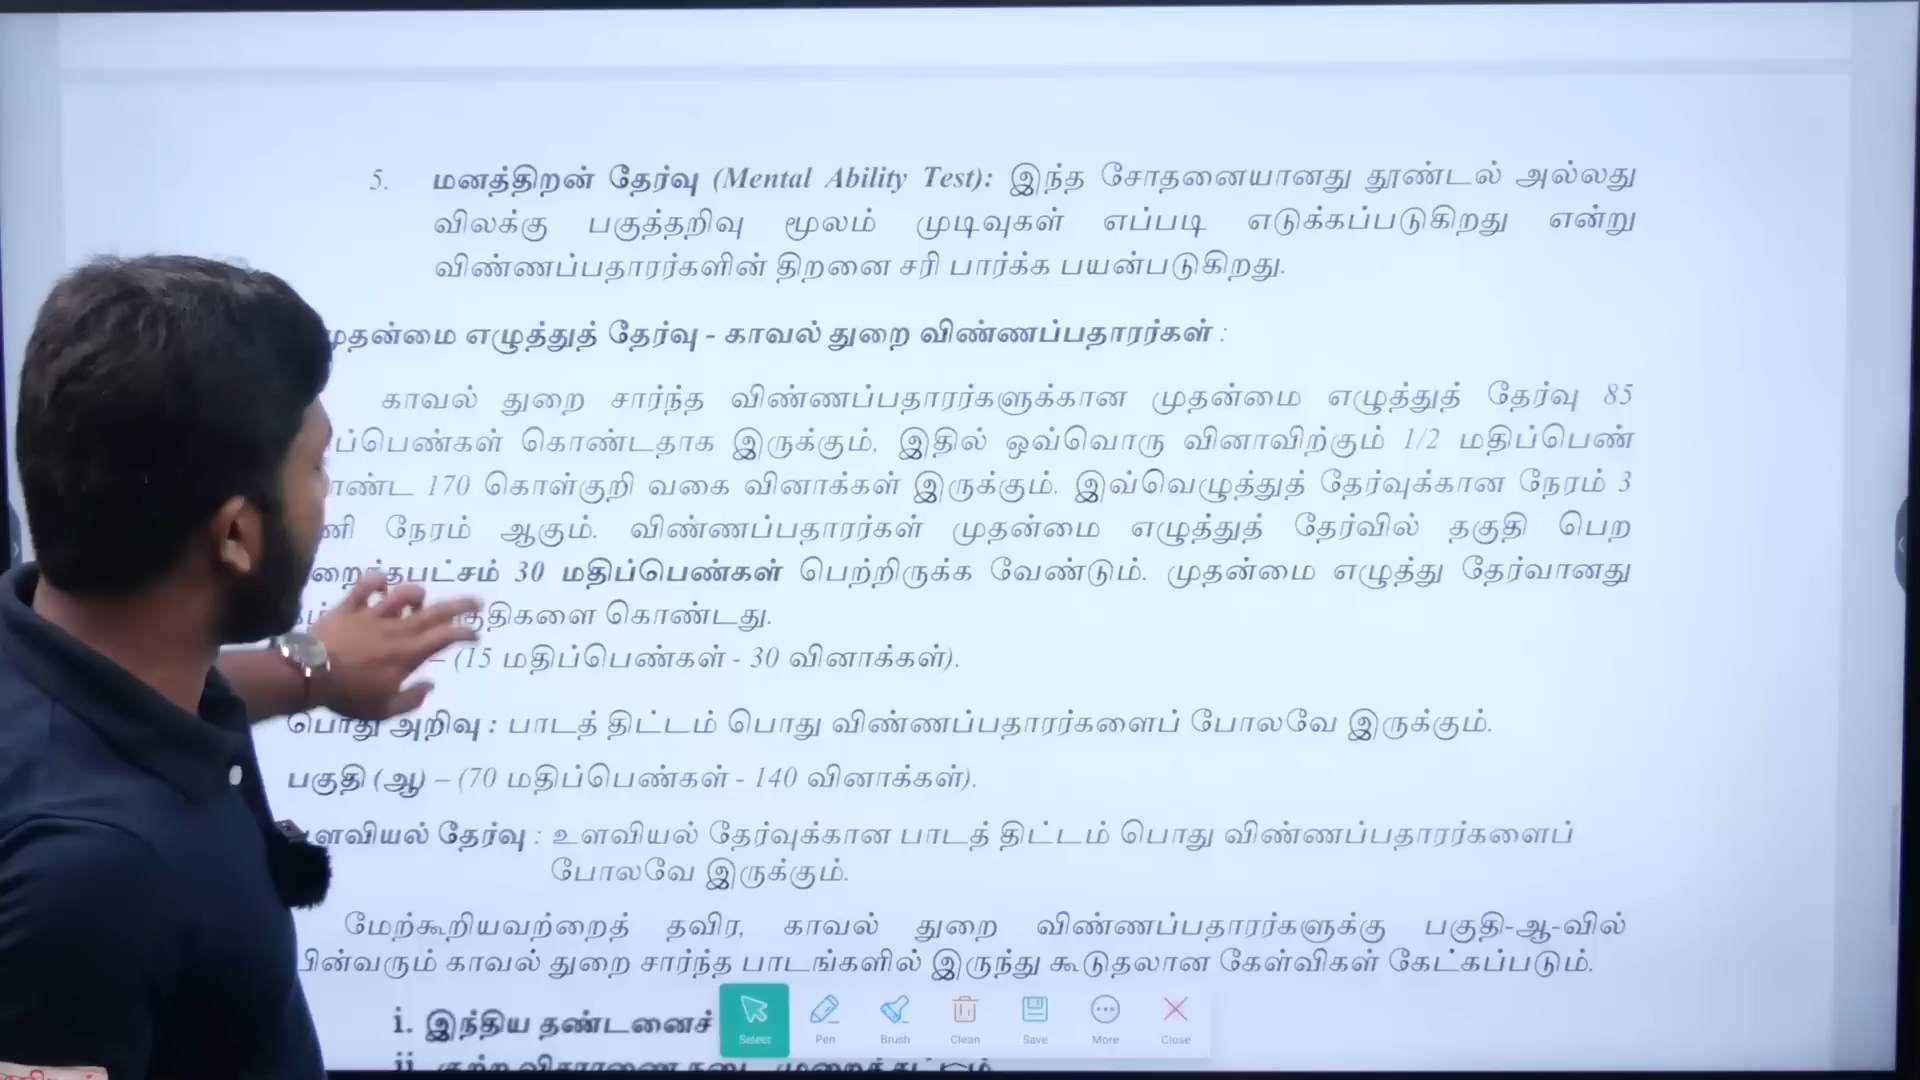 5. மனத்திறன் தேர்வு (Mental Ability Test): இந்த சோதனையானது தூண்டல் அல்லது
விலக்கு பகுத்தறிவு மூலம் முடிவுகள் எப்படி எடுக்கப்படுகிறது என்று
விண்ணப்பதாரர்களின் திறனை சரி பார்க்க பயன்படுகிறது.
முதன்மை எழுத்துத் தேர்வு - காவல் துறை விண்ணப்பதாரர்கள் :
காவல் துறை சார்ந்த விண்ணப்பதாரர்களுக்கான முதன்மை எழுத்துத் தேர்வு 85
கொண்டதாக இருக்கும், இதில் ஒவ்வொரு வினாவிற்கும் 1/2 மதிப்பெண்
170 கொள்குறி வகை வினாக்கள் இருக்கும். இவ்வெழுத்துத் தேர்வுக்கான நேரம் 3
நேரம் ஆகும். விண்ணப்பதாரர்கள் முதன்மை எழுத்துத் தேர்வில் தகுதி பெற
30 மதிப்பெண்கள் பெற்றிருக்க வேண்டும். முதன்மை எழுத்து தேர்வானது
கொண்டது.
– (15 மதிப்பெண்கள் - 30 வினாக்கள்).
பொது அறிவு : பாடத் திட்டம் பொது விண்ணப்பதாரர்களைப் போலவே இருக்கும்.
பகுதி (ஆ) – (70 மதிப்பெண்கள் - 140 வினாக்கள்).
உளவியல் தேர்வு : உளவியல் தேர்வுக்கான பாடத் திட்டம் பொது விண்ணப்பதாரர்களைப்
போலவே இருக்கும்.
மேற்கூறியவற்றைத் தவிர, காவல் துறை விண்ணப்பதாரர்களுக்கு பகுதி-ஆ-வில்
பின்வரும் காவல் துறை சார்ந்த பாடங்களில் இருந்து கூடுதலான கேள்விகள் கேட்கப்படும்.
i. இந்திய தண்டனைச்
ii.
Select Pen Brush Clean Save More Close